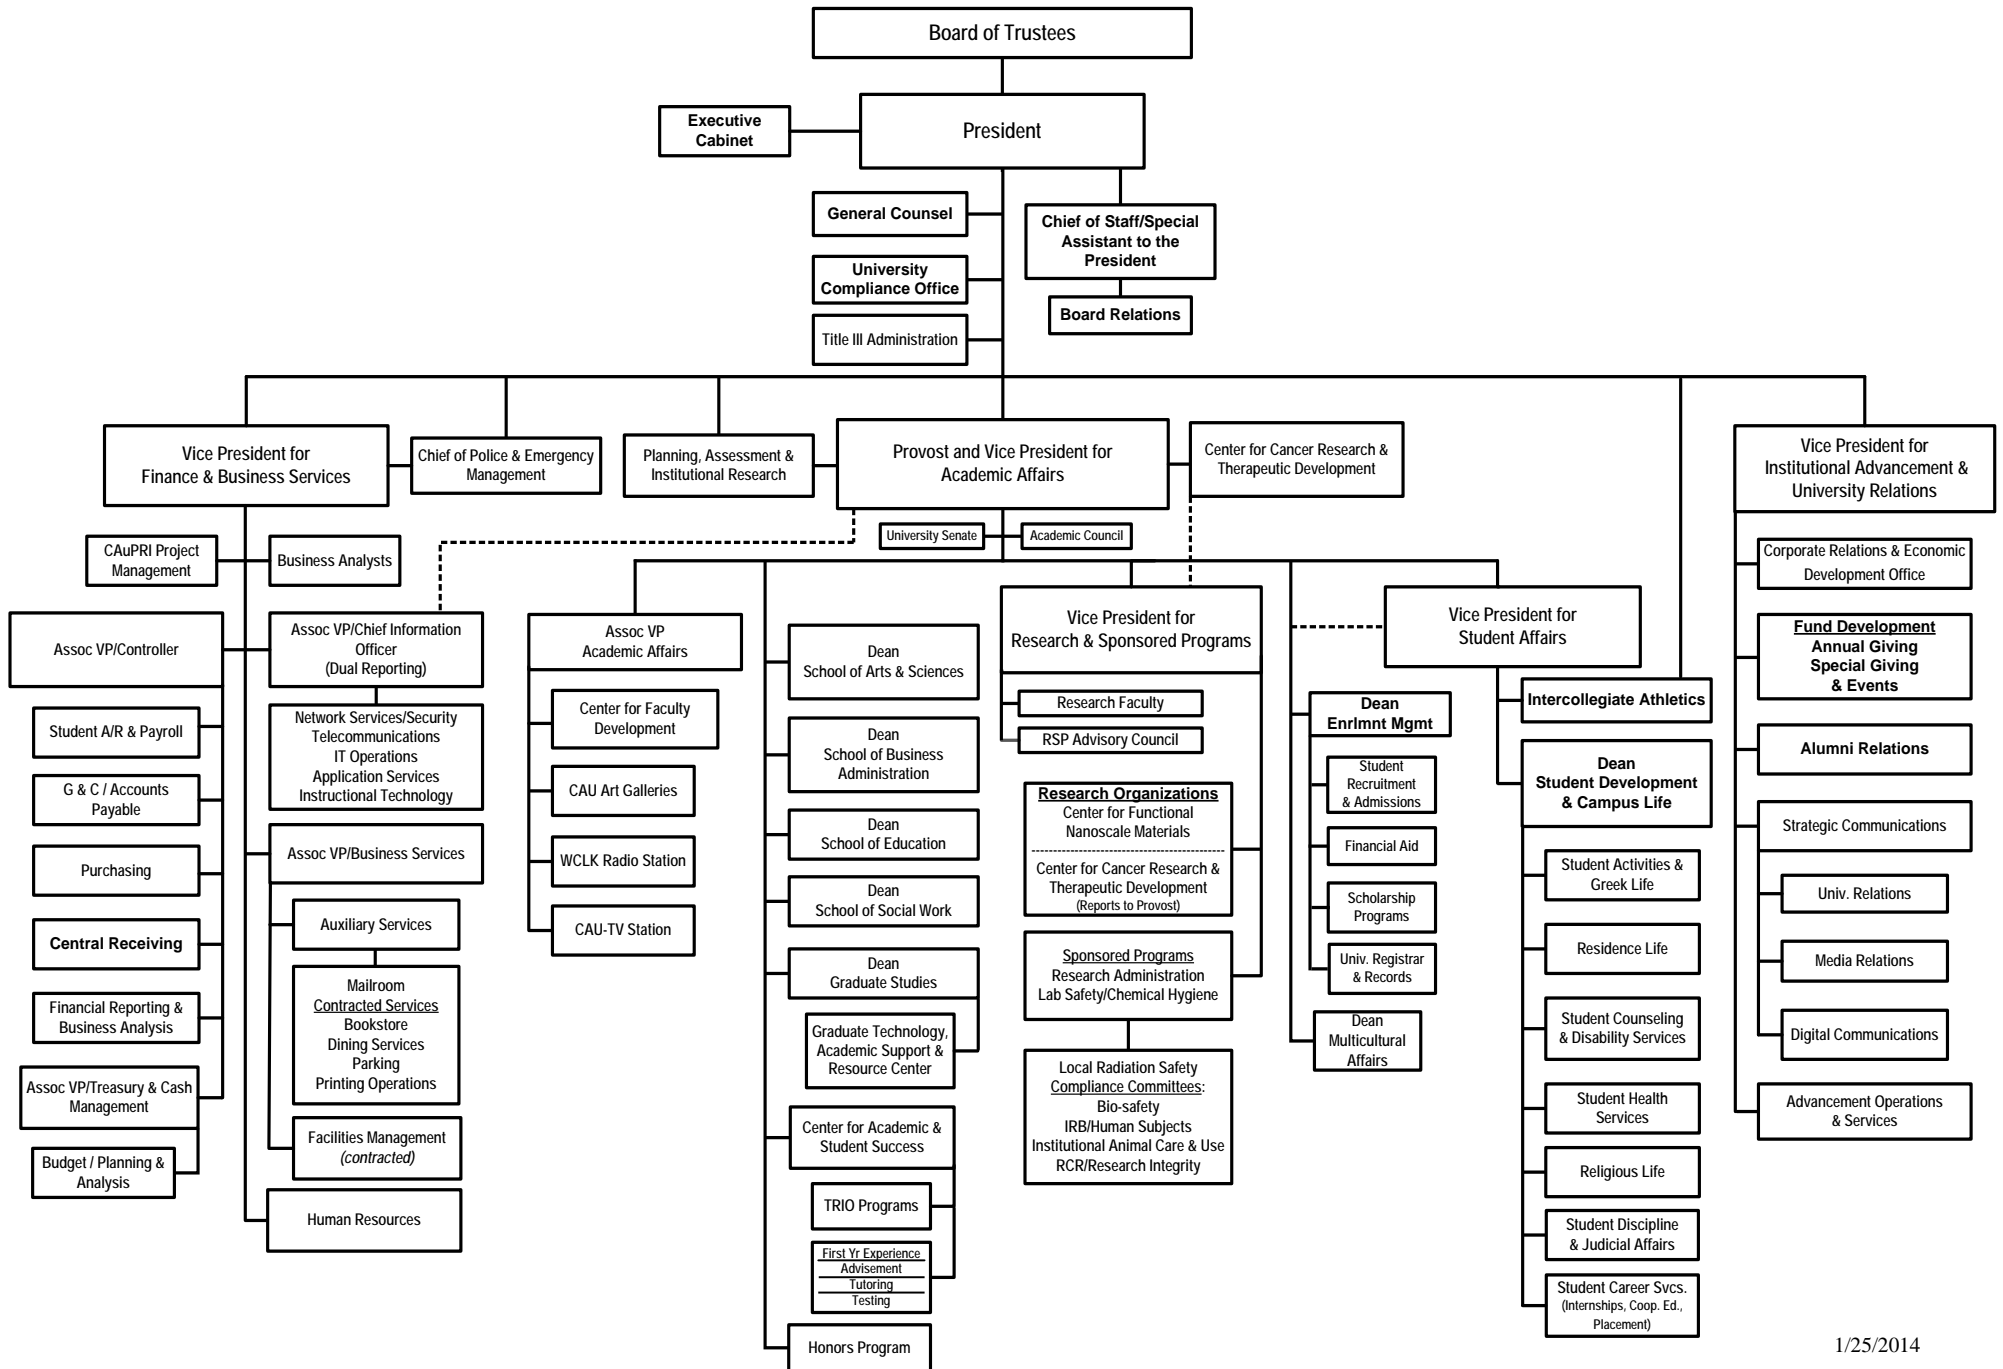 Board of Trustees
Executive
Cabinet
President
General Counsel
Chief of Staff/Special
Assistant to the
President
University
Compliance Office
Board Relations
Title III Administration
Vice President for
Finance & Business Services
Chief of Police & Emergency
Management
Planning, Assessment &
Institutional Research
Provost and Vice President for
Academic Affairs
Center for Cancer Research &
Therapeutic Development
Vice President for
Institutional Advancement &
University Relations
University Senate
Academic Council
CAuPRI Project
Management
Business Analysts
Assoc VP/Controller
Student A/R & Payroll
G & C / Accounts
Payable
Purchasing
Central Receiving
Financial Reporting &
Business Analysis
Assoc VP/Treasury & Cash
Management
Budget / Planning &
Analysis
Assoc VP/Chief Information
Officer
(Dual Reporting)
Network Services/Security
Telecommunications
IT Operations
Application Services
Instructional Technology
Assoc VP/Business Services
Auxiliary Services
Mailroom
Contracted Services
Bookstore
Dining Services
Parking
Printing Operations
Facilities Management
(contracted)
Human Resources
Assoc VP
Academic Affairs
Center for Faculty
Development
CAU Art Galleries
WCLK Radio Station
CAU-TV Station
Dean
School of Arts & Sciences
Dean
School of Business
Administration
Dean
School of Education
Dean
School of Social Work
Dean
Graduate Studies
Graduate Technology,
Academic Support &
Resource Center
Center for Academic &
Student Success
TRIO Programs
First Yr Experience
Advisement
Tutoring
Testing
Honors Program
Vice President for
Research & Sponsored Programs
Research Faculty
RSP Advisory Council
Research Organizations
Center for Functional
Nanoscale Materials
Center for Cancer Research &
Therapeutic Development
(Reports to Provost)
Sponsored Programs
Research Administration
Lab Safety/Chemical Hygiene
Local Radiation Safety
Compliance Committees:
Bio-safety
IRB/Human Subjects
Institutional Animal Care & Use
RCR/Research Integrity
Dean
Enrlmnt Mgmt
Student
Recruitment
& Admissions
Financial Aid
Scholarship
Programs
Univ. Registrar
& Records
Dean
Multicultural
Affairs
Vice President for
Student Affairs
Intercollegiate Athletics
Dean
Student Development
& Campus Life
Student Activities &
Greek Life
Residence Life
Student Counseling
& Disability Services
Student Health
Services
Religious Life
Student Discipline
& Judicial Affairs
Student Career Svcs.
(Internships, Coop. Ed.,
Placement)
Corporate Relations & Economic
Development Office
Fund Development
Annual Giving
Special Giving
& Events
Alumni Relations
Strategic Communications
Univ. Relations
Media Relations
Digital Communications
Advancement Operations
& Services
1/25/2014